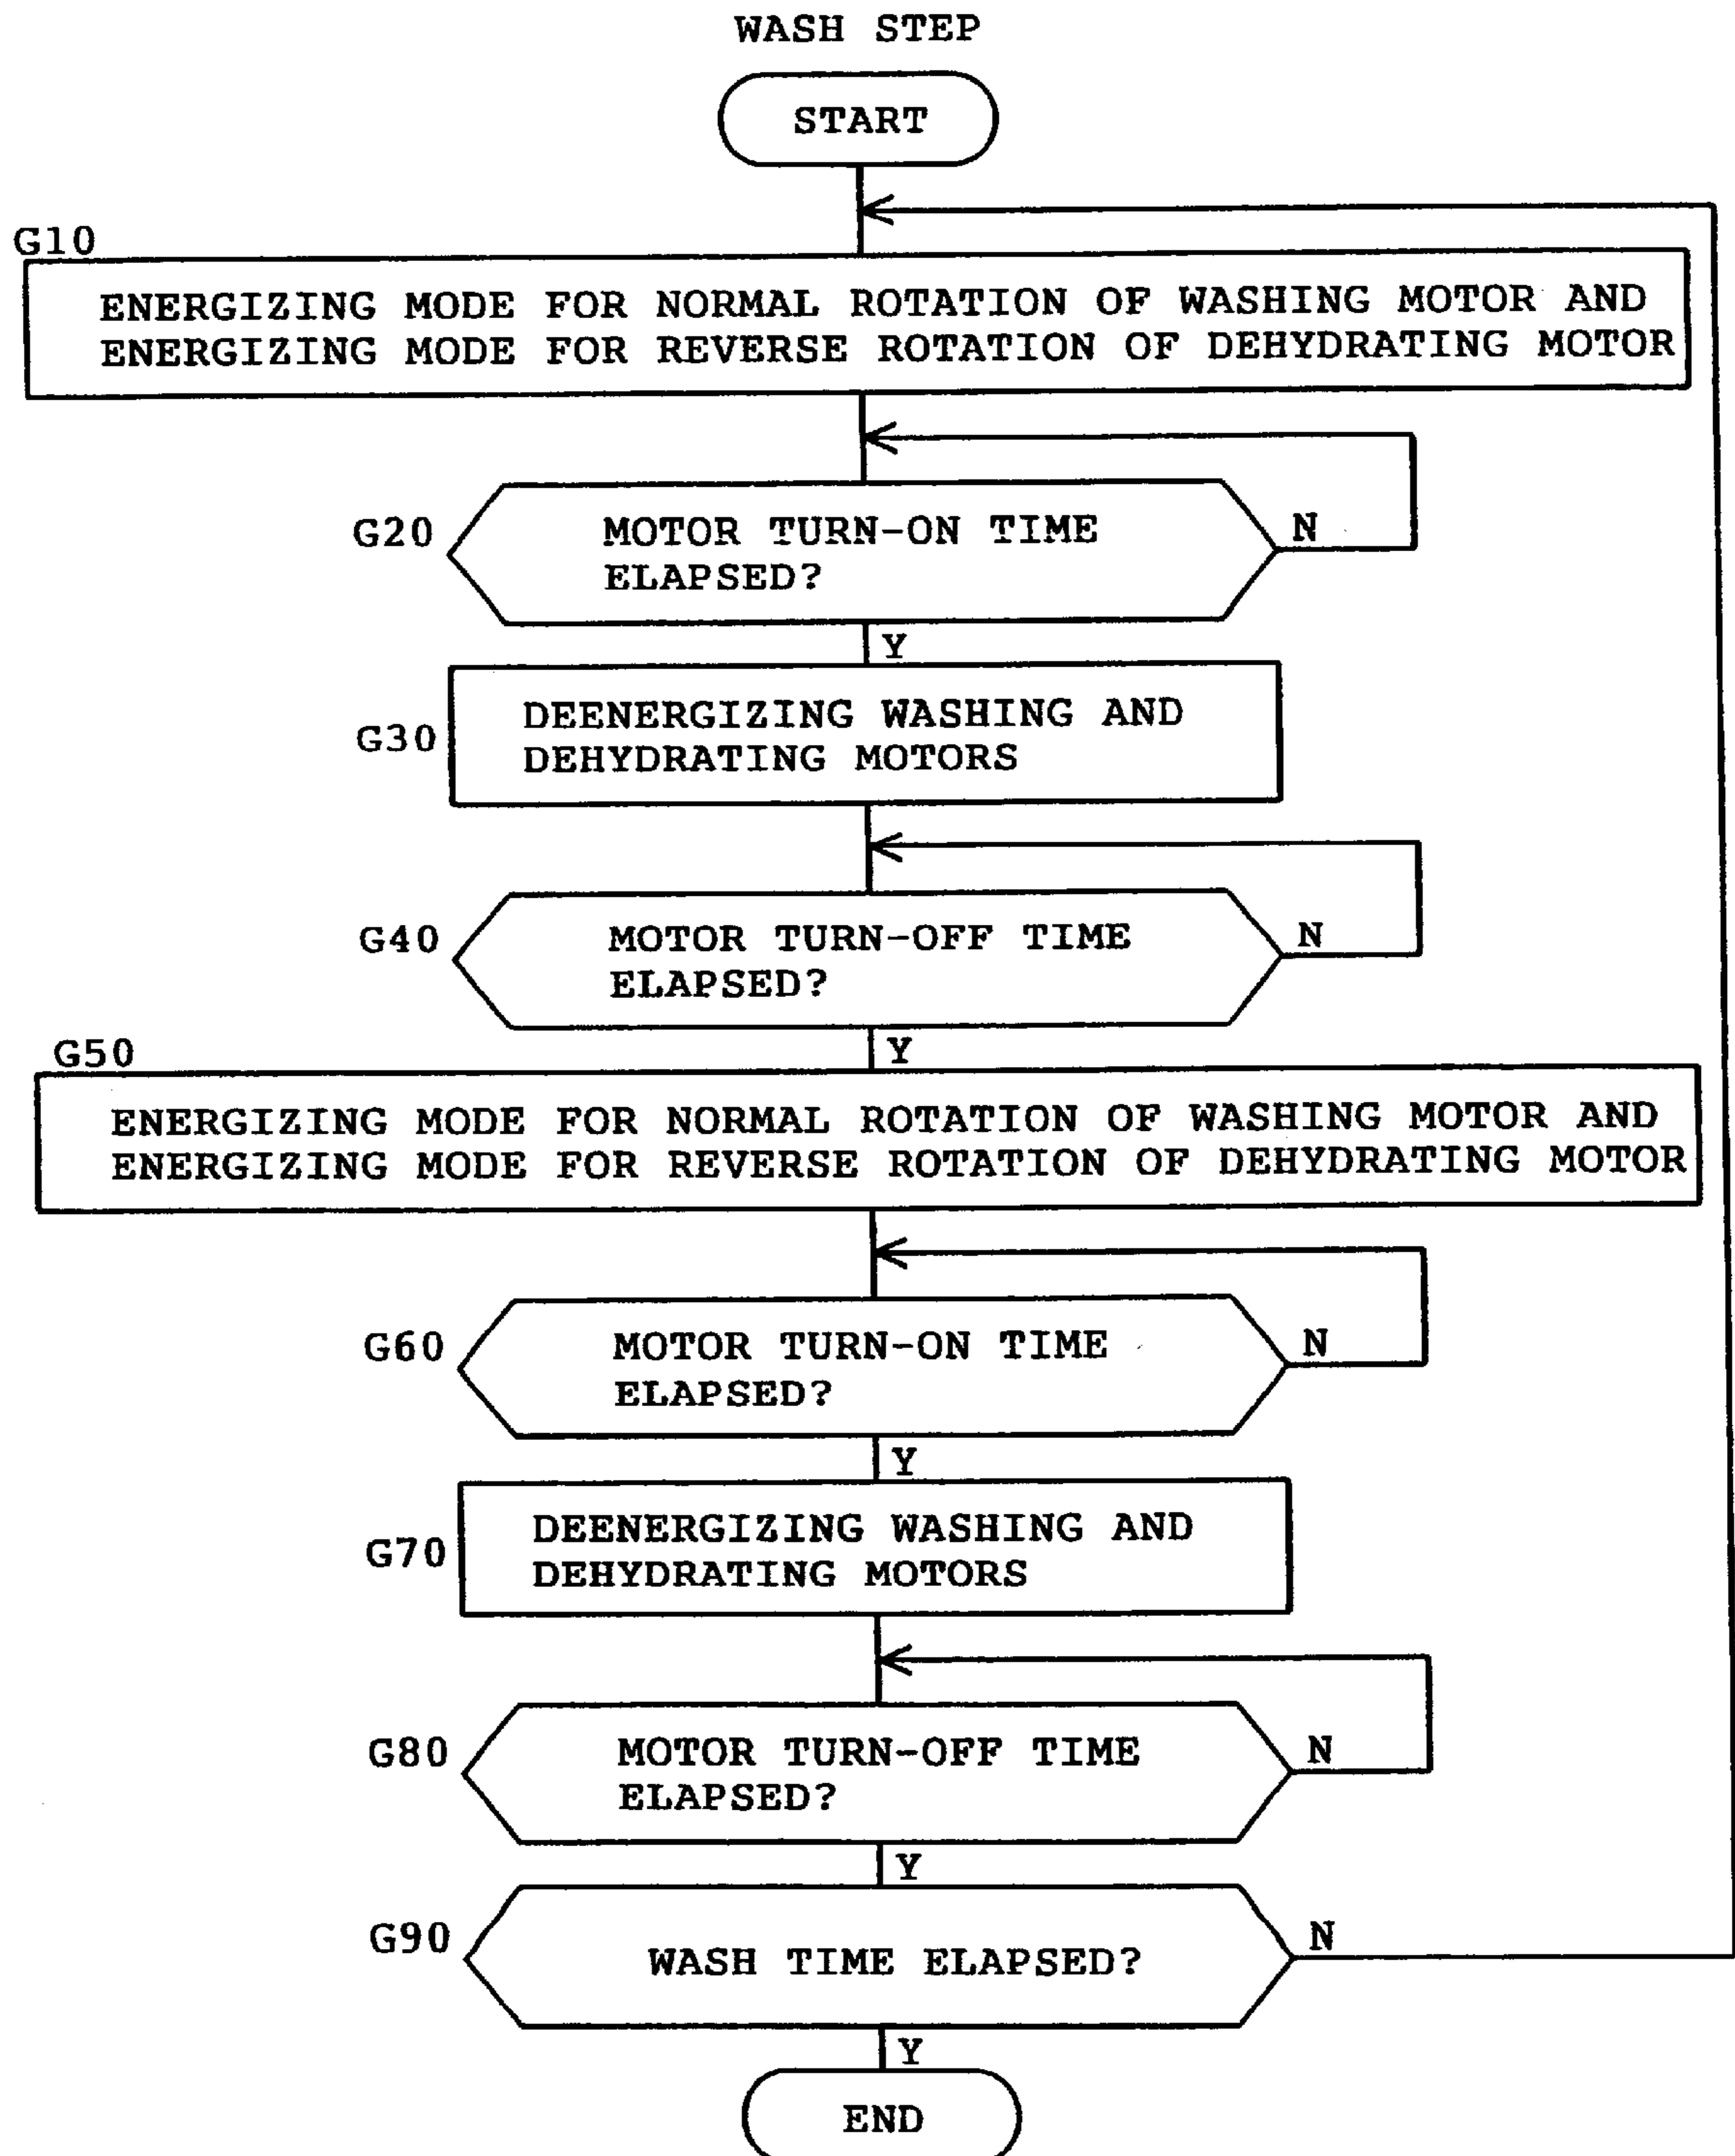 WASH STEP
START
G10
ENERGIZING MODE FOR NORMAL ROTATION OF WASHING MOTOR AND
ENERGIZING MODE FOR REVERSE ROTATION OF DEHYDRATING MOTOR
G20
MOTOR TURN-ON TIME
ELAPSED?
N
Y
G30
DEENERGIZING WASHING AND
DEHYDRATING MOTORS
G40
MOTOR TURN-OFF TIME
ELAPSED?
N
Y
G50
ENERGIZING MODE FOR NORMAL ROTATION OF WASHING MOTOR AND
ENERGIZING MODE FOR REVERSE ROTATION OF DEHYDRATING MOTOR
G60
MOTOR TURN-ON TIME
ELAPSED?
N
Y
G70
DEENERGIZING WASHING AND
DEHYDRATING MOTORS
G80
MOTOR TURN-OFF TIME
ELAPSED?
N
Y
G90
WASH TIME ELAPSED?
N
Y
END